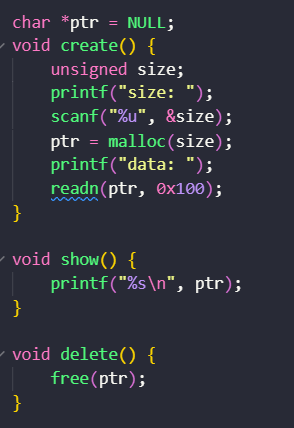 char *ptr = NULL;
void create() {
    unsigned size;
    printf("size: ");
    scanf("%u", &size);
    ptr = malloc(size);
    printf("data: ");
    readn(ptr, 0x100);
}

void show() {
    printf("%s\n", ptr);
}

void delete() {
    free(ptr);
}